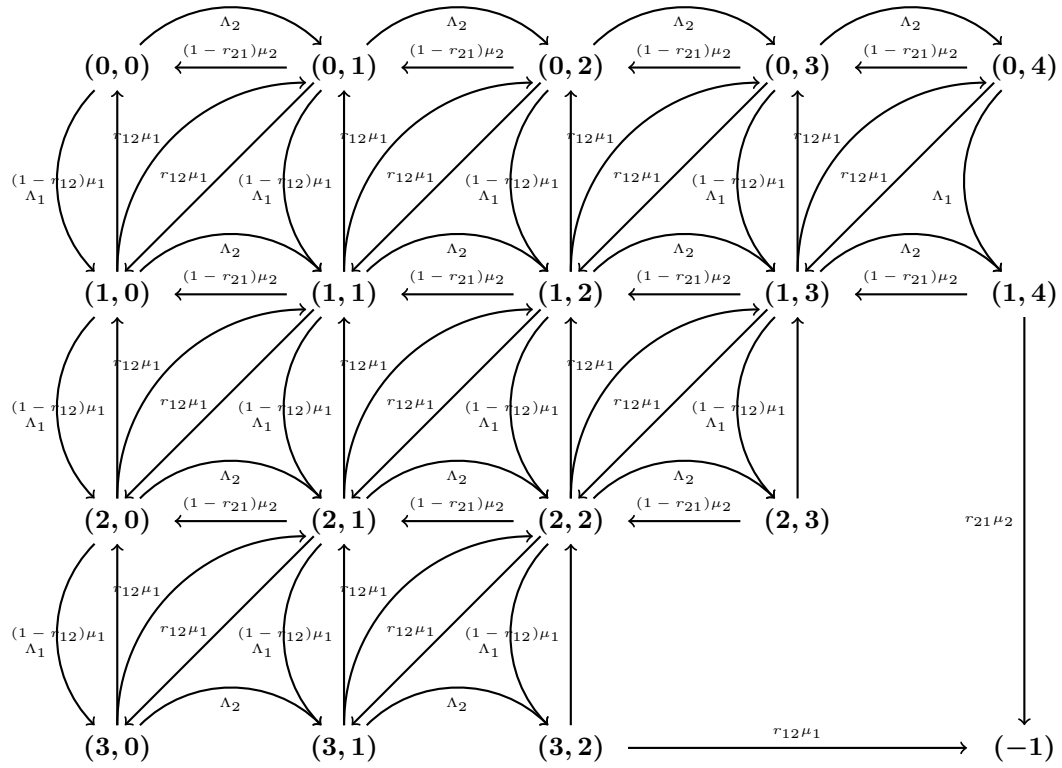 Λ₂ Λ₂ Λ₂ Λ₂
(0, 0) (1 − r₂₁)μ₂ (0, 1) (1 − r₂₁)μ₂ (0, 2) (1 − r₂₁)μ₂ (0, 3) (1 − r₂₁)μ₂ (0, 4)
r₁₂μ₁ r₁₂μ₁ r₁₂μ₁ r₁₂μ₁
(1 − r₁₂)μ₁ r₁₂μ₁ (1 − r₁₂)μ₁ r₁₂μ₁ (1 − r₁₂)μ₁ r₁₂μ₁ (1 − r₁₂)μ₁ r₁₂μ₁
Λ₁ Λ₁ Λ₁ Λ₁ Λ₁
Λ₂ Λ₂ Λ₂ Λ₂
(1, 0) (1 − r₂₁)μ₂ (1, 1) (1 − r₂₁)μ₂ (1, 2) (1 − r₂₁)μ₂ (1, 3) (1 − r₂₁)μ₂ (1, 4)
r₁₂μ₁ r₁₂μ₁ r₁₂μ₁
(1 − r₁₂)μ₁ r₁₂μ₁ (1 − r₁₂)μ₁ r₁₂μ₁ (1 − r₁₂)μ₁ r₁₂μ₁ (1 − r₁₂)μ₁
Λ₁ Λ₁ Λ₁ Λ₁
Λ₂ Λ₂ Λ₂
(2, 0) (1 − r₂₁)μ₂ (2, 1) (1 − r₂₁)μ₂ (2, 2) (1 − r₂₁)μ₂ (2, 3) r₂₁μ₂
r₁₂μ₁ r₁₂μ₁
(1 − r₁₂)μ₁ r₁₂μ₁ (1 − r₁₂)μ₁ r₁₂μ₁ (1 − r₁₂)μ₁
Λ₁ Λ₁ Λ₁
Λ₂ Λ₂
(3, 0) (3, 1) (3, 2) r₁₂μ₁ (−1)